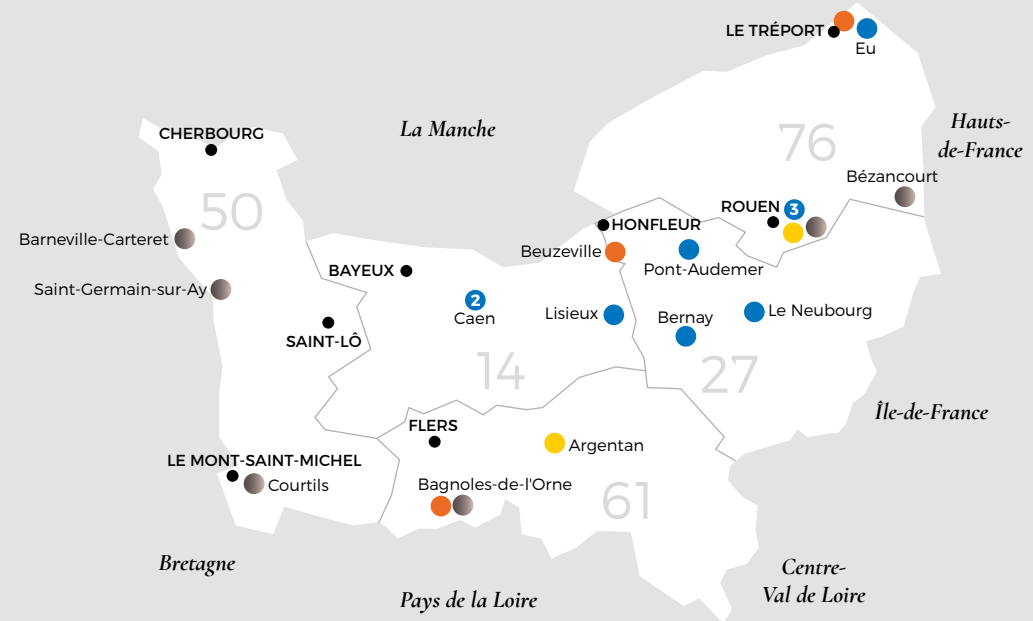 LE TRÉPORT
Eu
La Manche
Hauts-
de-France
CHERBOURG
76
Bézancourt
50
ROUEN
3
HONFLEUR
Barneville-Carteret
Beuzeville
Pont-Audemer
BAYEUX
Saint-Germain-sur-Ay
2
Caen
Lisieux
Bernay
Le Neubourg
SAINT-LÔ
14
27
Île-de-France
FLERS
Argentan
LE MONT-SAINT-MICHEL
Courtils
Bagnoles-de-l'Orne
61
Bretagne
Centre-
Val de Loire
Pays de la Loire